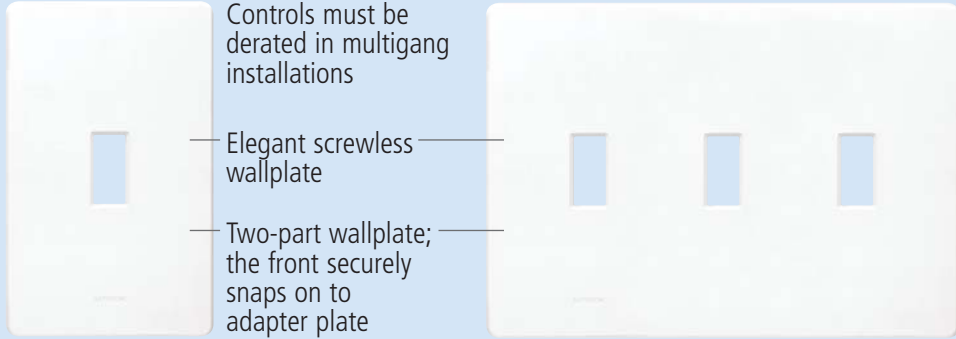 Controls must be
derated in multigang
installations
Elegant screwless
wallplate
Two-part wallplate;
the front securely
snaps on to
adapter plate